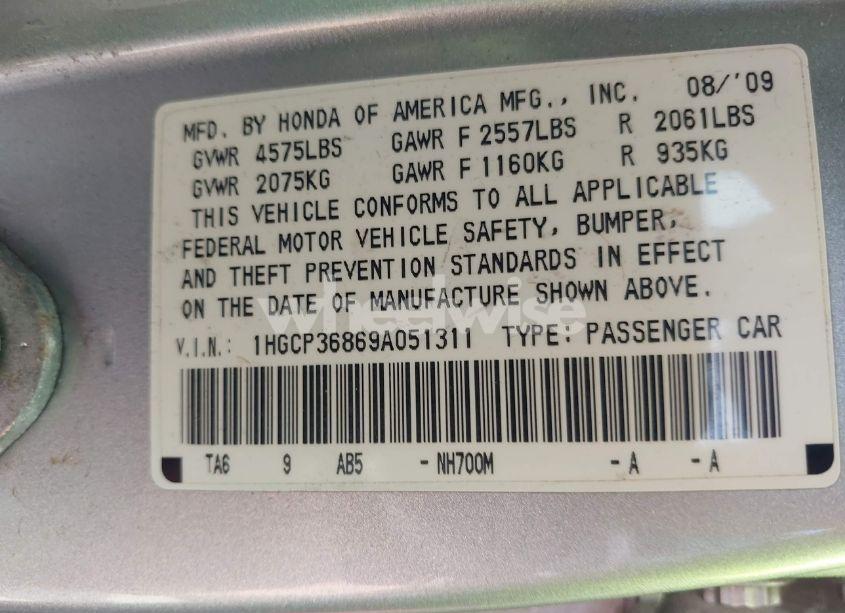 MFD. BY HONDA OF AMERICA MFG., INC. 08/'09
GVWR 4575LBS GAWR F 2557LBS R 2061LBS
GVWR 2075KG GAWR F 1160KG R 935KG
THIS VEHICLE CONFORMS TO ALL APPLICABLE
FEDERAL MOTOR VEHICLE SAFETY, BUMPER,
AND THEFT PREVENTION STANDARDS IN EFFECT
ON THE DATE OF MANUFACTURE SHOWN ABOVE.
wheelwise
V.I.N.: 1HGCP36869A051311 TYPE: PASSENGER CAR
TA6 9 AB5 -NH700M -A -A